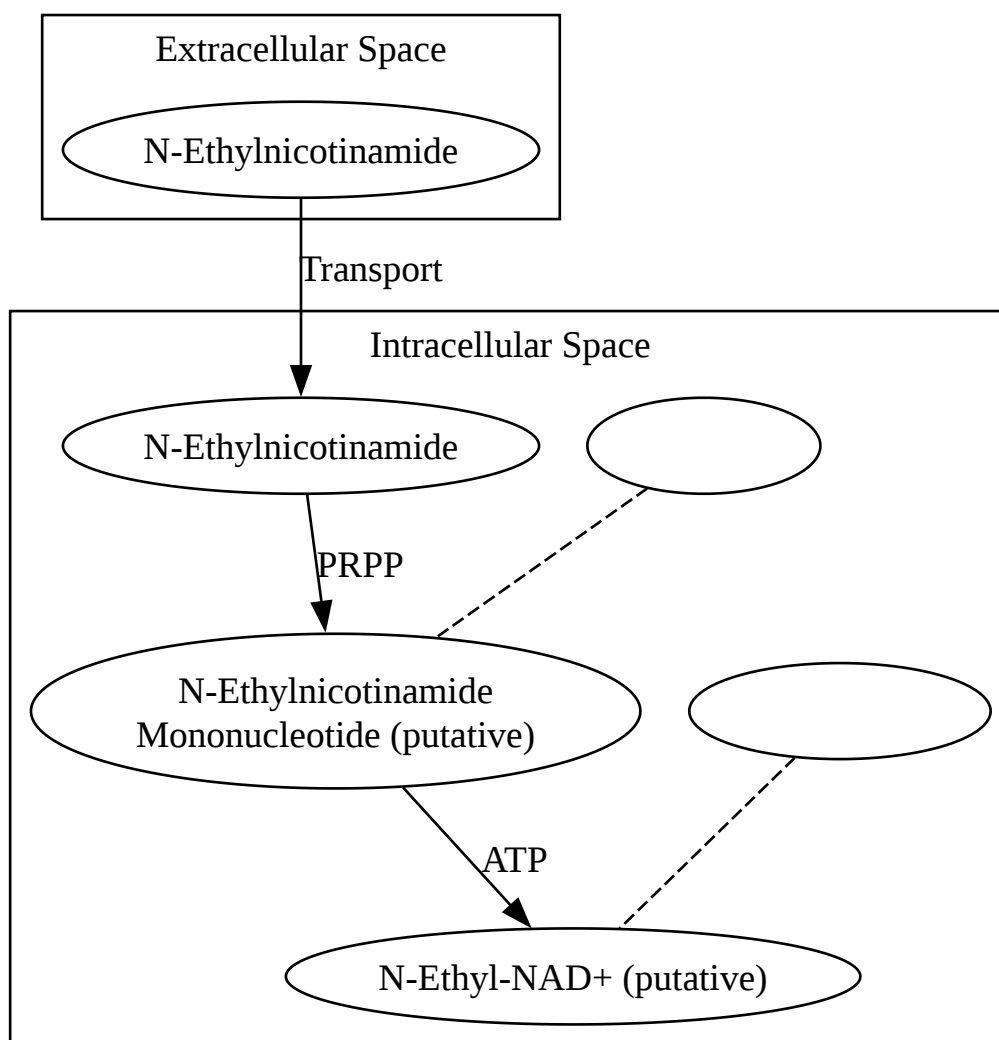 Extracellular Space
N-Ethylnicotinamide
Transport
Intracellular Space
N-Ethylnicotinamide
PRPP
N-Ethylnicotinamide
Mononucleotide (putative)
ATP
N-Ethyl-NAD+ (putative)